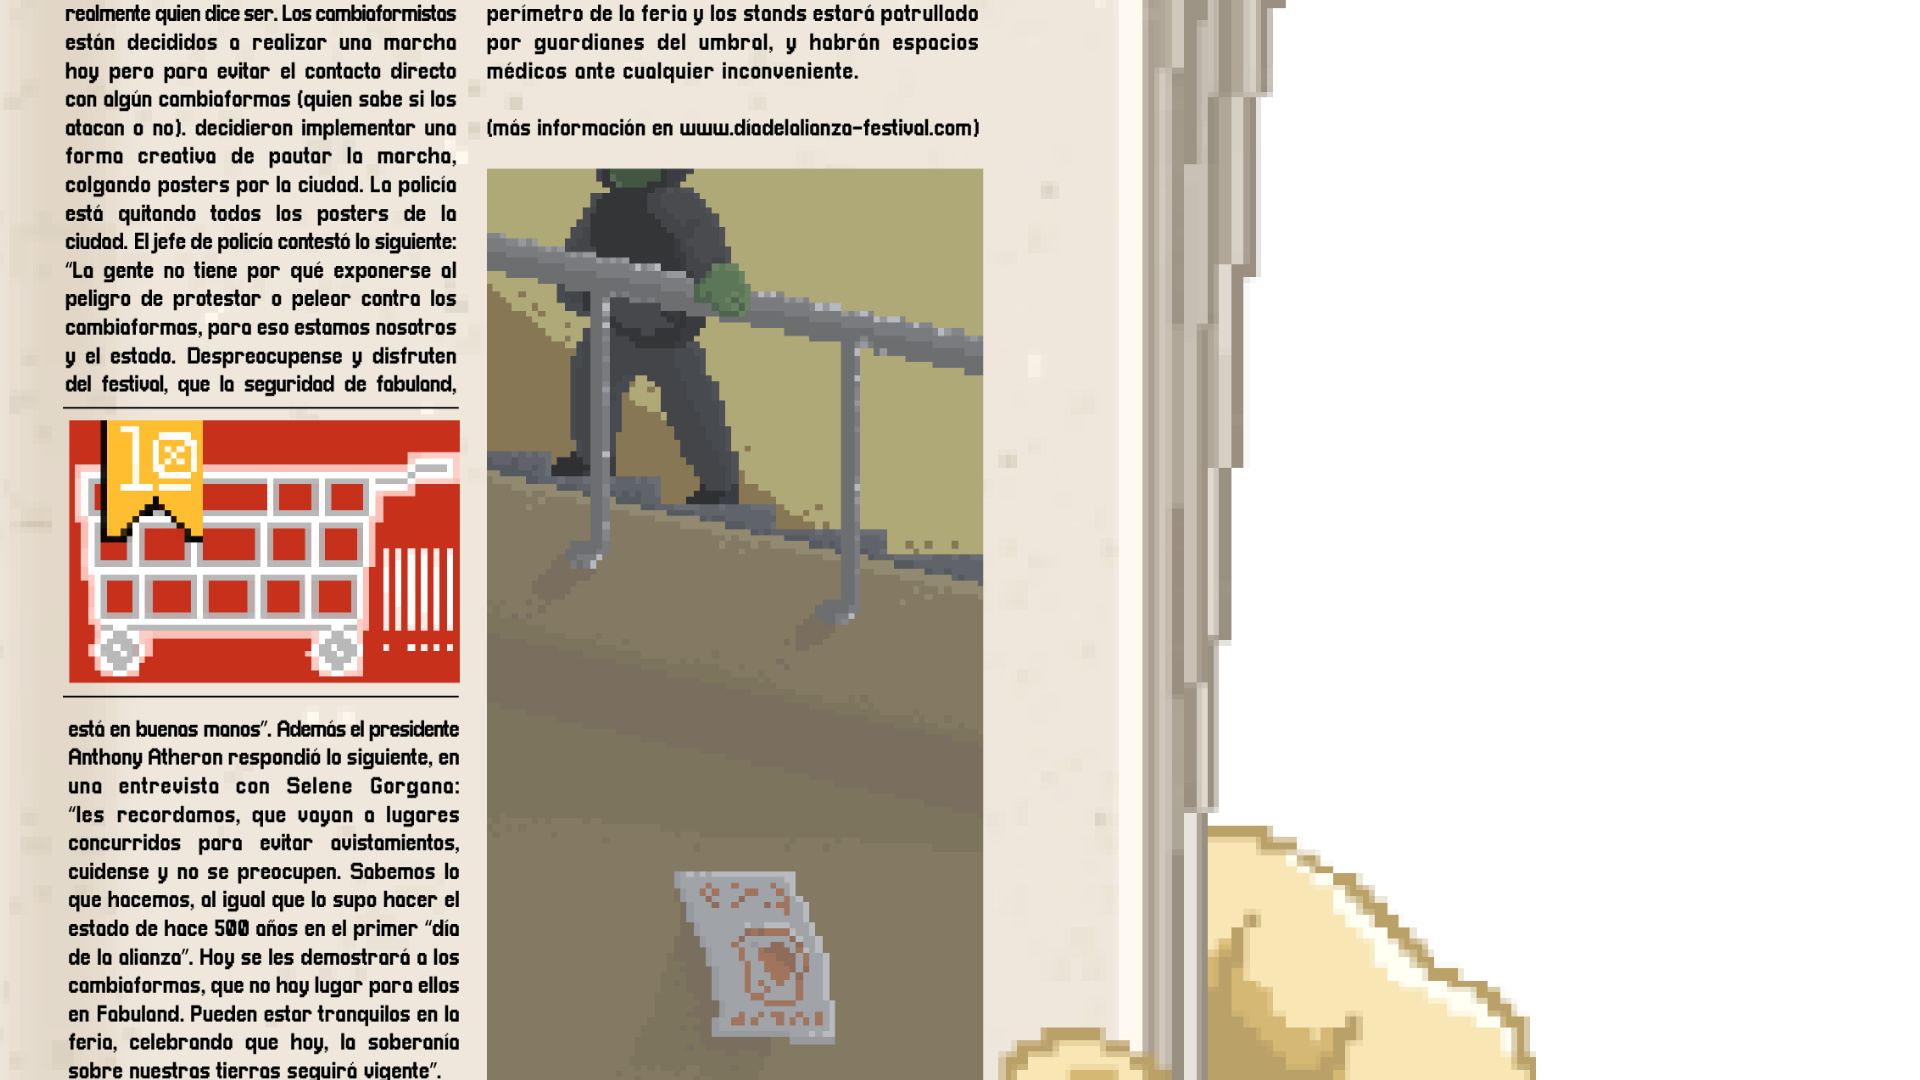 realmente quien dice ser. Los cambiaformistas
están decididos a realizar una marcha
hoy pero para evitar el contacto directo
con algún cambiaformas (quien sabe si los
atacan o no). decidieron implementar una
forma creativa de pautar la marcha,
colgando posters por la ciudad. La policía
está quitando todos los posters de la
ciudad. El jefe de policía contestó lo siguiente:
“La gente no tiene por qué exponerse al
peligro de protestar o pelear contra los
cambiaformas, para eso estamos nosotros
y el estado. Despreocupense y disfruten
del festival, que la seguridad de fabuland,
10
está en buenas manos”. Además el presidente
Anthony Atheron respondió lo siguiente, en
una entrevista con Selene Gorgana:
“les recordamos, que vayan a lugares
concurridos para evitar avistamientos,
cuidense y no se preocupen. Sabemos lo
que hacemos, al igual que lo supo hacer el
estado de hace 500 años en el primer “día
de la alianza”. Hoy se les demostrará a los
cambiaformas, que no hay lugar para ellos
en Fabuland. Pueden estar tranquilos en la
feria, celebrando que hoy, la soberanía
sobre nuestras tierras seguirá vigente”.
perímetro de la feria y los stands estará patrullado
por guardianes del umbral, y habrán espacios
médicos ante cualquier inconveniente.
(más información en www.díadelalianza-festival.com)